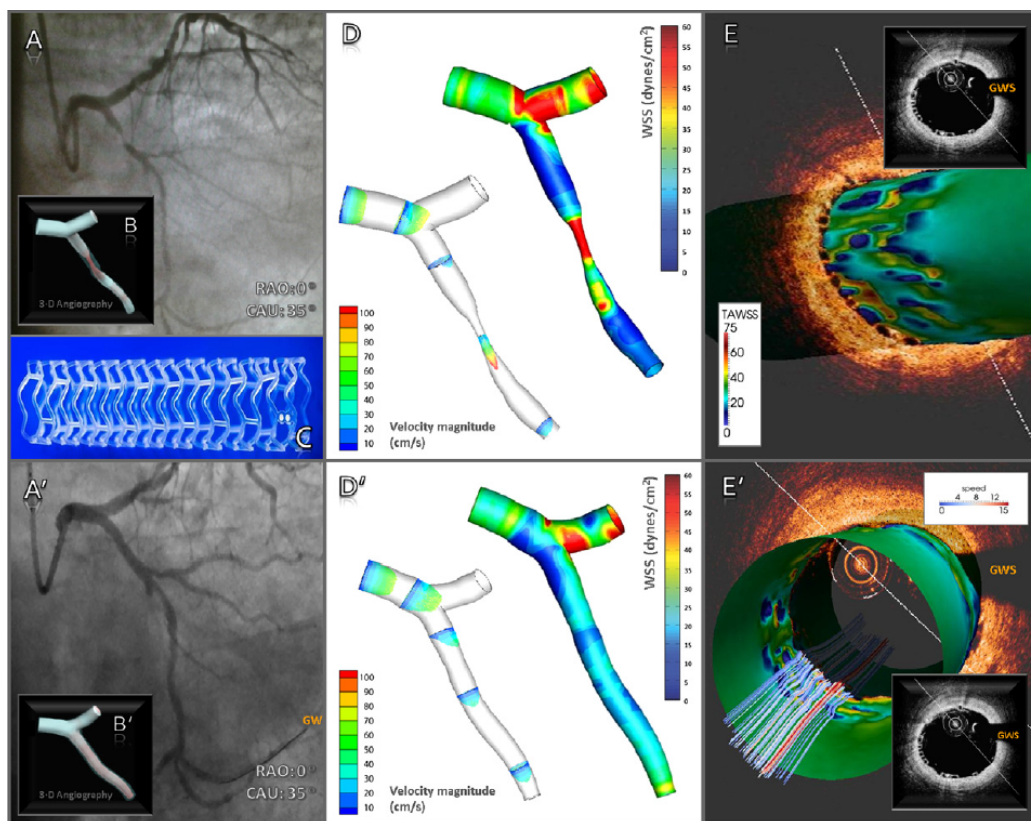 A
B
3-D Angiography
RAO: 0°
CAU: 35°
C
A'
GW
B'
3-D Angiography
RAO: 0°
CAU: 35°
D
WSS (dynes/cm²)
60
55
50
45
40
35
30
25
20
15
10
5
0
100
90
80
70
60
50
40
30
20
10
Velocity magnitude
(cm/s)
D'
WSS (dynes/cm²)
60
55
50
45
40
35
30
25
20
15
10
5
0
100
90
80
70
60
50
40
30
20
10
Velocity magnitude
(cm/s)
E
GWS
TAWSS
75
60
40
20
0
E'
speed
4 8 12
0 15
GWS
GWS